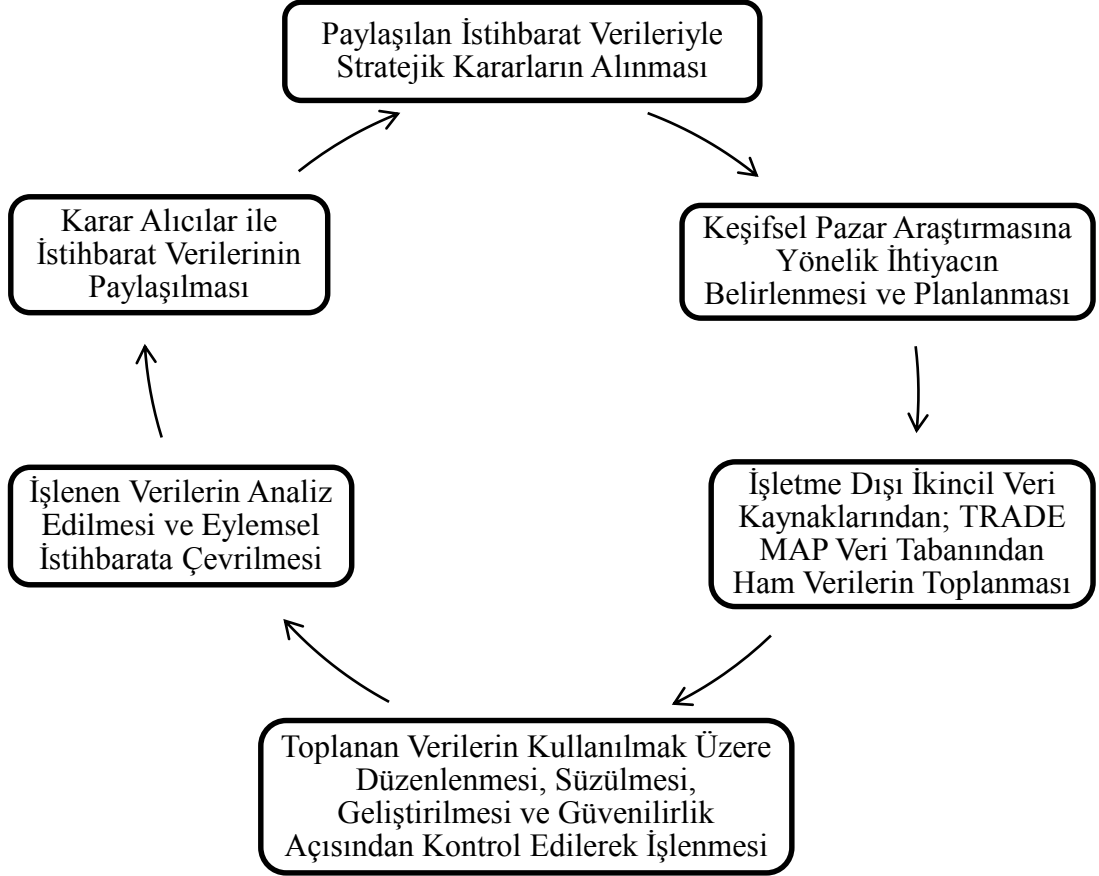 Paylaşılan İstihbarat Verileriyle
Stratejik Kararların Alınması
Keşifsel Pazar Araştırmasına
Yönelik İhtiyacın
Belirlenmesi ve Planlanması
İşletme Dışı İkincil Veri
Kaynaklarından; TRADE
MAP Veri Tabanından
Ham Verilerin Toplanması
Toplanan Verilerin Kullanılmak Üzere
Düzenlenmesi, Süzülmesi,
Geliştirilmesi ve Güvenilirlik
Açısından Kontrol Edilerek İşlenmesi
İşlenen Verilerin Analiz
Edilmesi ve Eylemsel
İstihbarata Çevrilmesi
Karar Alıcılar ile
İstihbarat Verilerinin
Paylaşılması